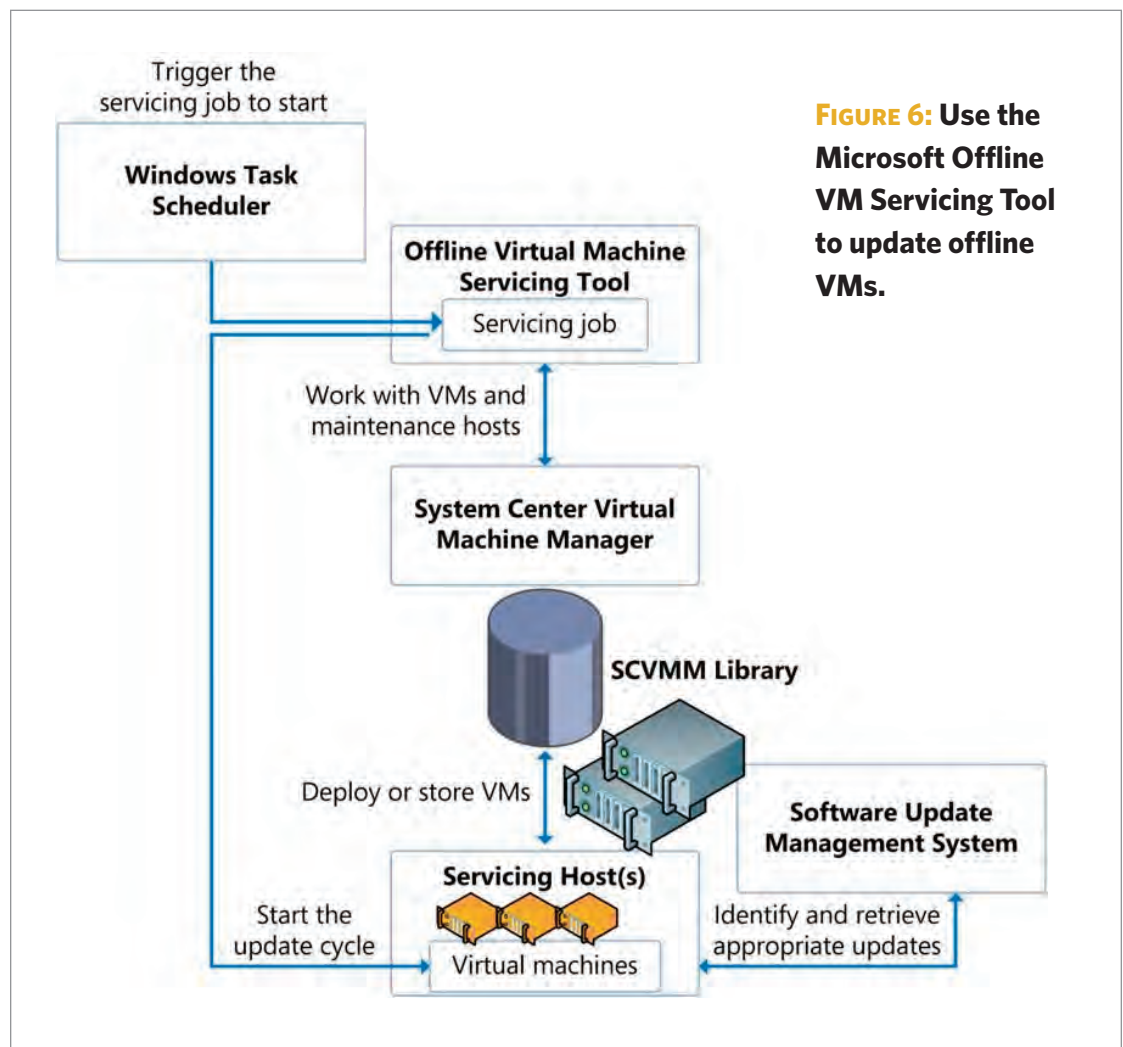 Trigger the
servicing job to start
Windows Task
Scheduler
FIGURE 6: Use the
Microsoft Offline
VM Servicing Tool
to update offline
VMs.
Offline Virtual Machine
Servicing Tool
Servicing job
Work with VMs and
maintenance hosts
System Center Virtual
Machine Manager
SCVMM Library
Deploy or store VMs
Software Update
Management System
Servicing Host(s)
Start the
update cycle
Virtual machines
Identify and retrieve
appropriate updates